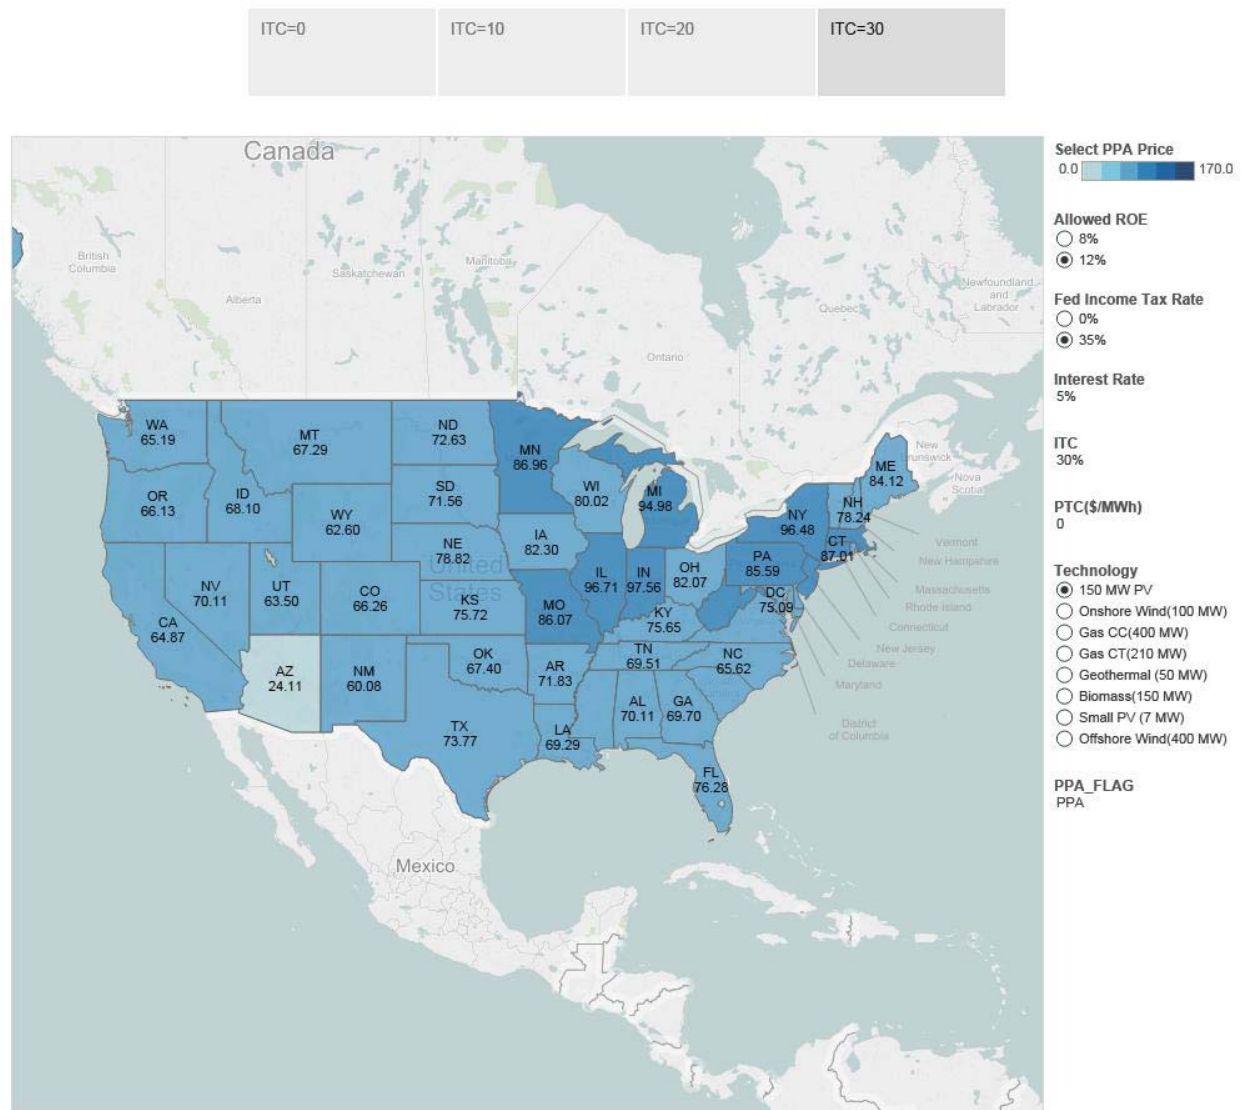 ITC=0
ITC=10
ITC=20
ITC=30
Canada
British
Columbia
Alberta
Saskatchewan
Manitoba
Ontario
Quebec
Newfoundland
and
Labrador
New
Brunswick
Nova
Scotia
WA
65.19
MT
67.29
ND
72.63
MN
86.96
OR
66.13
ID
68.10
WY
62.60
SD
71.56
WI
80.02
MI
94.98
NY
96.48
ME
84.12
NH
78.24
CT
87.01
NV
70.11
UT
63.50
CO
66.26
NE
78.82
IA
82.30
United
States
KS
75.72
MO
86.07
IL
96.71
IN
97.56
OH
82.07
PA
85.59
DC
75.09
KY
75.65
CA
64.87
AZ
24.11
NM
60.08
OK
67.40
AR
71.83
TN
69.51
NC
65.62
TX
73.77
LA
69.29
AL
70.11
GA
69.70
FL
76.28
Vermont
New Hampshire
Massachusetts
Rhode Island
Connecticut
New Jersey
Delaware
Maryland
District
of Columbia
Mexico
Select PPA Price
0.0 170.0
Allowed ROE
8%
12%
Fed Income Tax Rate
0%
35%
Interest Rate
5%
ITC
30%
PTC($/MWh)
0
Technology
150 MW PV
Onshore Wind(100 MW)
Gas CC(400 MW)
Gas CT(210 MW)
Geothermal (50 MW)
Biomass(150 MW)
Small PV (7 MW)
Offshore Wind(400 MW)
PPA_FLAG
PPA